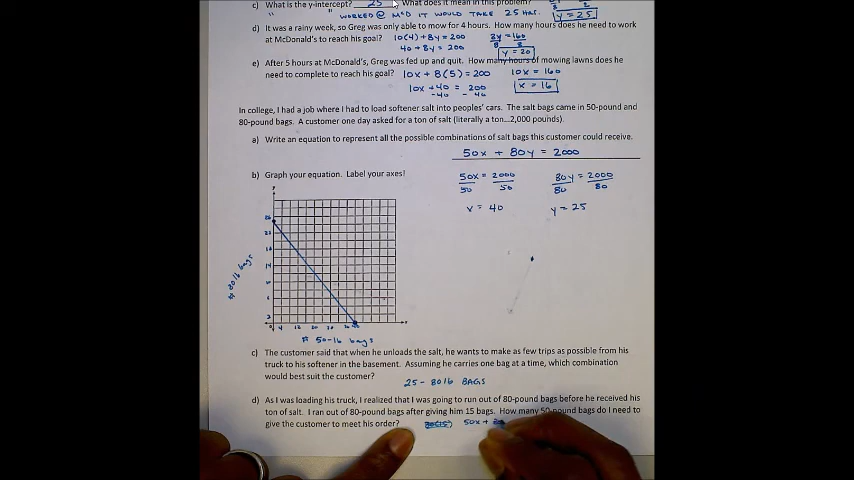 c) What is the y-intercept? 25 What does it mean in this
" WORKED @ McD IT WOULD TAKE 25 HRS. y = 25
d) It was a rainy week, so Greg was only able to mow for 4 hours. How many hours does he need to work
at McDonald's to reach his goal? 10(4) + 8y = 200 8y = 160
40 + 8y = 200 8 8 y = 20
e) After 5 hours at McDonald's, Greg was fed up and quit. How many hours of mowing lawns does he
need to complete to reach his goal? 10x + 8(5) = 200 10x = 160
10x + 40 = 200 x = 16
-40 -40
In college, I had a job where I had to load softener salt into peoples' cars. The salt bags came in 50-pound and
80-pound bags. A customer one day asked for a ton of salt (literally a ton...2,000 pounds).
a) Write an equation to represent all the possible combinations of salt bags this customer could receive.
50x + 80y = 2000
b) Graph your equation. Label your axes!
50x = 2000 80y = 2000
50 50 80 80
x = 40 y = 25
# 80 lb bags
# 50-lb bags
c) The customer said that when he unloads the salt, he wants to make as few trips as possible from his
truck to his softener in the basement. Assuming he carries one bag at a time, which combination
would best suit the customer?
25 - 80 lb BAGS
d) As I was loading his truck, I realized that I was going to run out of 80-pound bags before he received his
ton of salt. I ran out of 80-pound bags after giving him 15 bags. How many 50-pound bags do I need to
give the customer to meet his order? 50x +